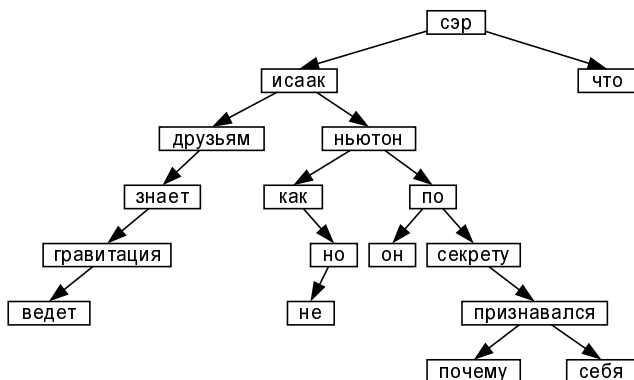 сэр
исаак что
друзьям ньютон
знает как по
гравитация но он секрету
ведет не признавался
почему себя